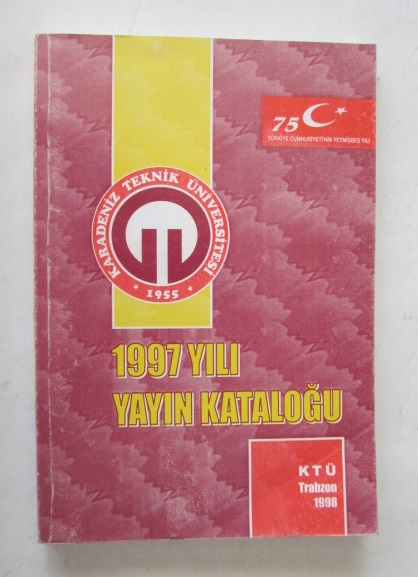 75
TÜRKİYE CUMHURİYETİ'NİN YETMİŞBEŞ YILI
KARADENİZ TEKNİK ÜNİVERSİTESİ
* 1955 *
1997 YILI
YAYIN KATALOĞU
KTÜ
Trabzon
1998